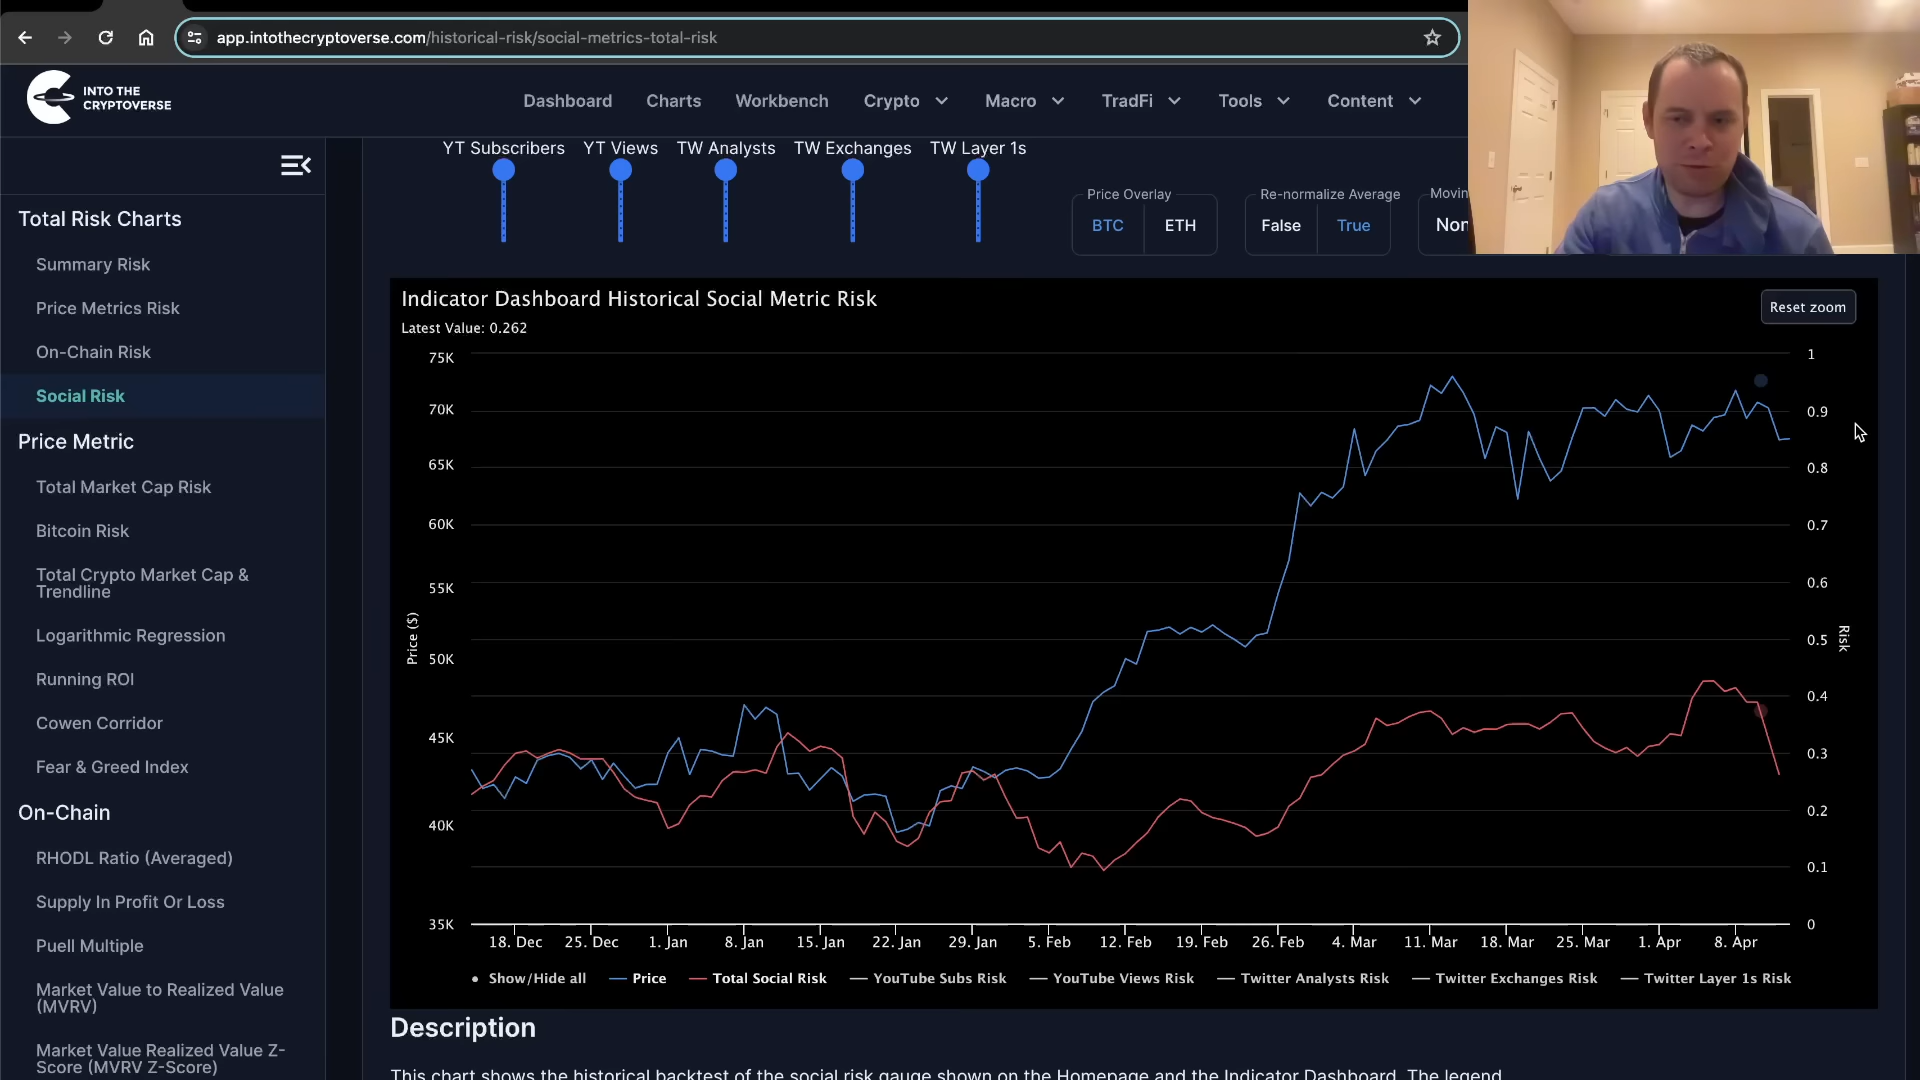 app.intothecryptoverse.com/historical-risk/social-metrics-total-risk
INTO THE
CRYPTOVERSE
Dashboard
Charts
Workbench
Crypto
Macro
TradFi
Tools
Content
Total Risk Charts
Summary Risk
Price Metrics Risk
On-Chain Risk
Social Risk
Price Metric
Total Market Cap Risk
Bitcoin Risk
Total Crypto Market Cap &
Trendline
Logarithmic Regression
Running ROI
Cowen Corridor
Fear & Greed Index
On-Chain
RHODL Ratio (Averaged)
Supply In Profit Or Loss
Puell Multiple
Market Value to Realized Value
(MVRV)
Market Value Realized Value Z-
Score (MVRV Z-Score)
YT Subscribers
YT Views
TW Analysts
TW Exchanges
TW Layer 1s
Price Overlay
BTC
ETH
Re-normalize Average
False
True
Movin
Non
Indicator Dashboard Historical Social Metric Risk
Latest Value: 0.262
Reset zoom
75K
70K
65K
60K
55K
50K
45K
40K
35K
Price ($)
1
0.9
0.8
0.7
0.6
0.5
0.4
0.3
0.2
0.1
0
Risk
18. Dec
25. Dec
1. Jan
8. Jan
15. Jan
22. Jan
29. Jan
5. Feb
12. Feb
19. Feb
26. Feb
4. Mar
11. Mar
18. Mar
25. Mar
1. Apr
8. Apr
Show/Hide all
Price
Total Social Risk
YouTube Subs Risk
YouTube Views Risk
Twitter Analysts Risk
Twitter Exchanges Risk
Twitter Layer 1s Risk
Description
This chart shows the historical backtest of the social risk gauge shown on the Homepage and the Indicator Dashboard. The legend